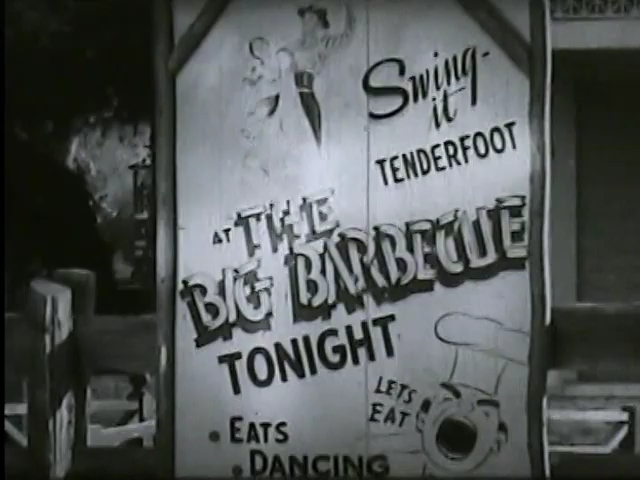 Swing-
it
TENDERFOOT
AT THE
BIG BARBECUE
TONIGHT
LETS
EAT
• EATS
• DANCING